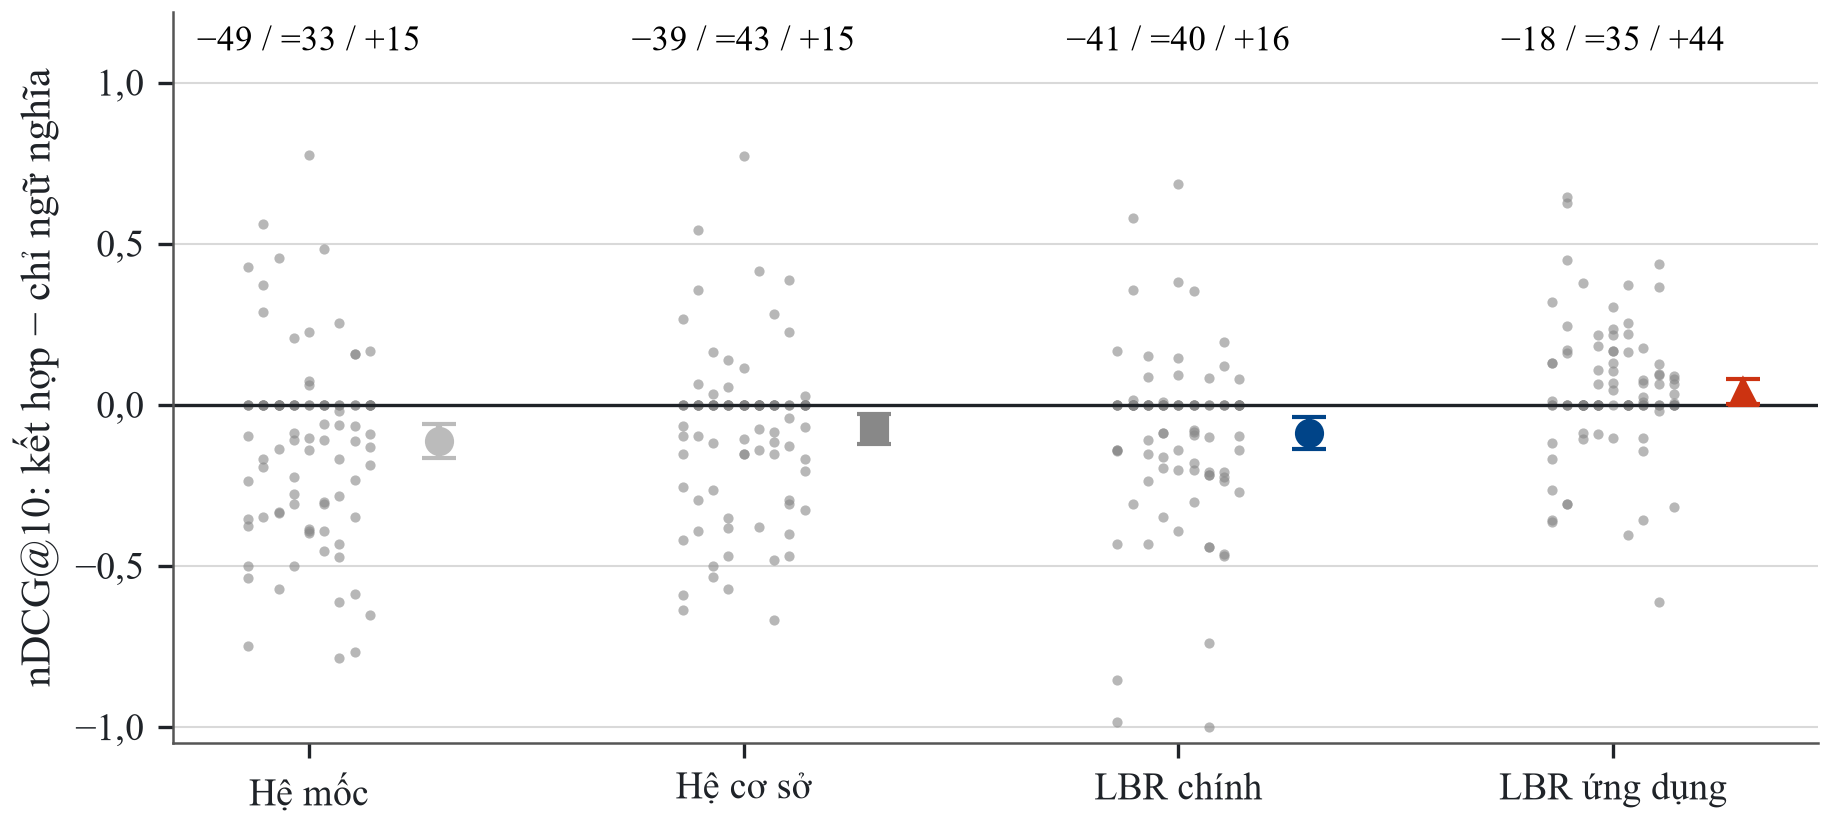 −49 / =33 / +15
−39 / =43 / +15
−41 / =40 / +16
−18 / =35 / +44
nDCG@10: kết hợp − chỉ ngữ nghĩa
1,0
0,5
0,0
−0,5
−1,0
Hệ mốc
Hệ cơ sở
LBR chính
LBR ứng dụng